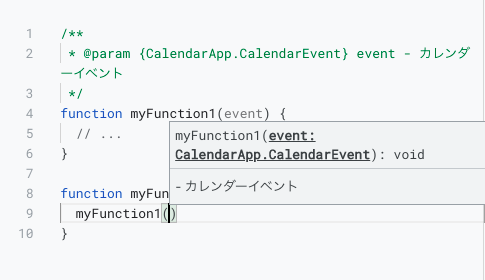 1 /**
2 * @param {CalendarApp.CalendarEvent} event - カレンダ
ーイベント
3 */
4 function myFunction1(event) {
5 // ...
6 }
7
8 function myFun
9 myFunction1()
10 }
myFunction1(event:
CalendarApp.CalendarEvent): void
- カレンダーイベント